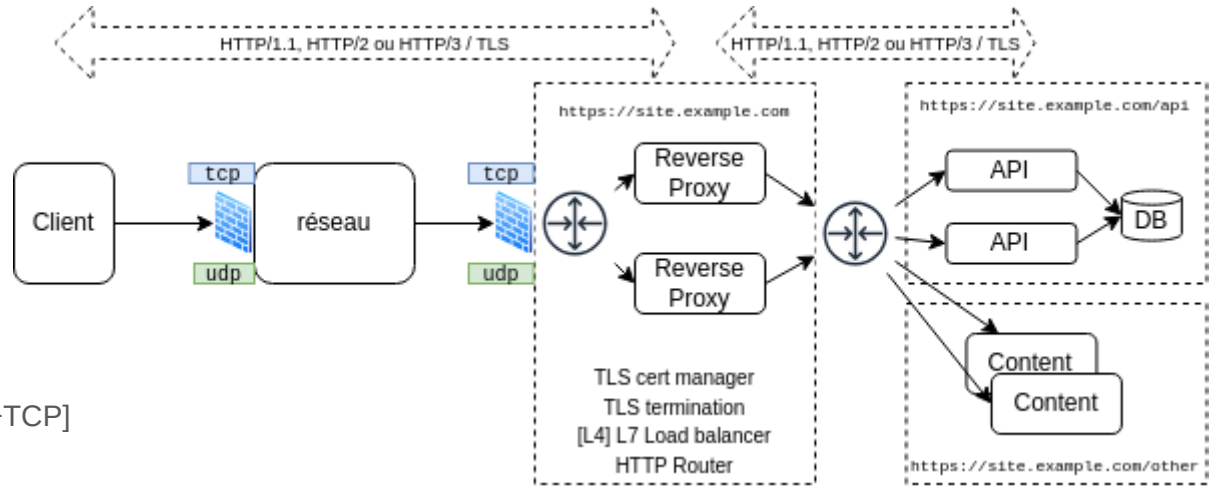 HTTP/1.1, HTTP/2 ou HTTP/3 / TLS
HTTP/1.1, HTTP/2 ou HTTP/3 / TLS
https://site.example.com
https://site.example.com/api
Client
tcp
udp
réseau
tcp
udp
Reverse
Proxy
Reverse
Proxy
API
API
DB
Content
Content
TLS cert manager
TLS termination
[L4] L7 Load balancer
HTTP Router
https://site.example.com/other
TCP]